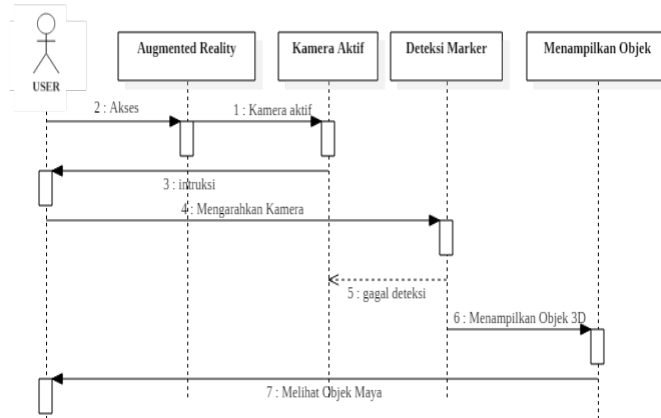 Augmented Reality
Kamera Aktif
Deteksi Marker
Menampilkan Objek
USER
2 : Akses
1 : Kamera aktif
3 : intruksi
4 : Mengarahkan Kamera
5 : gagal deteksi
6 : Menampilkan Objek 3D
7 : Melihat Objek Maya